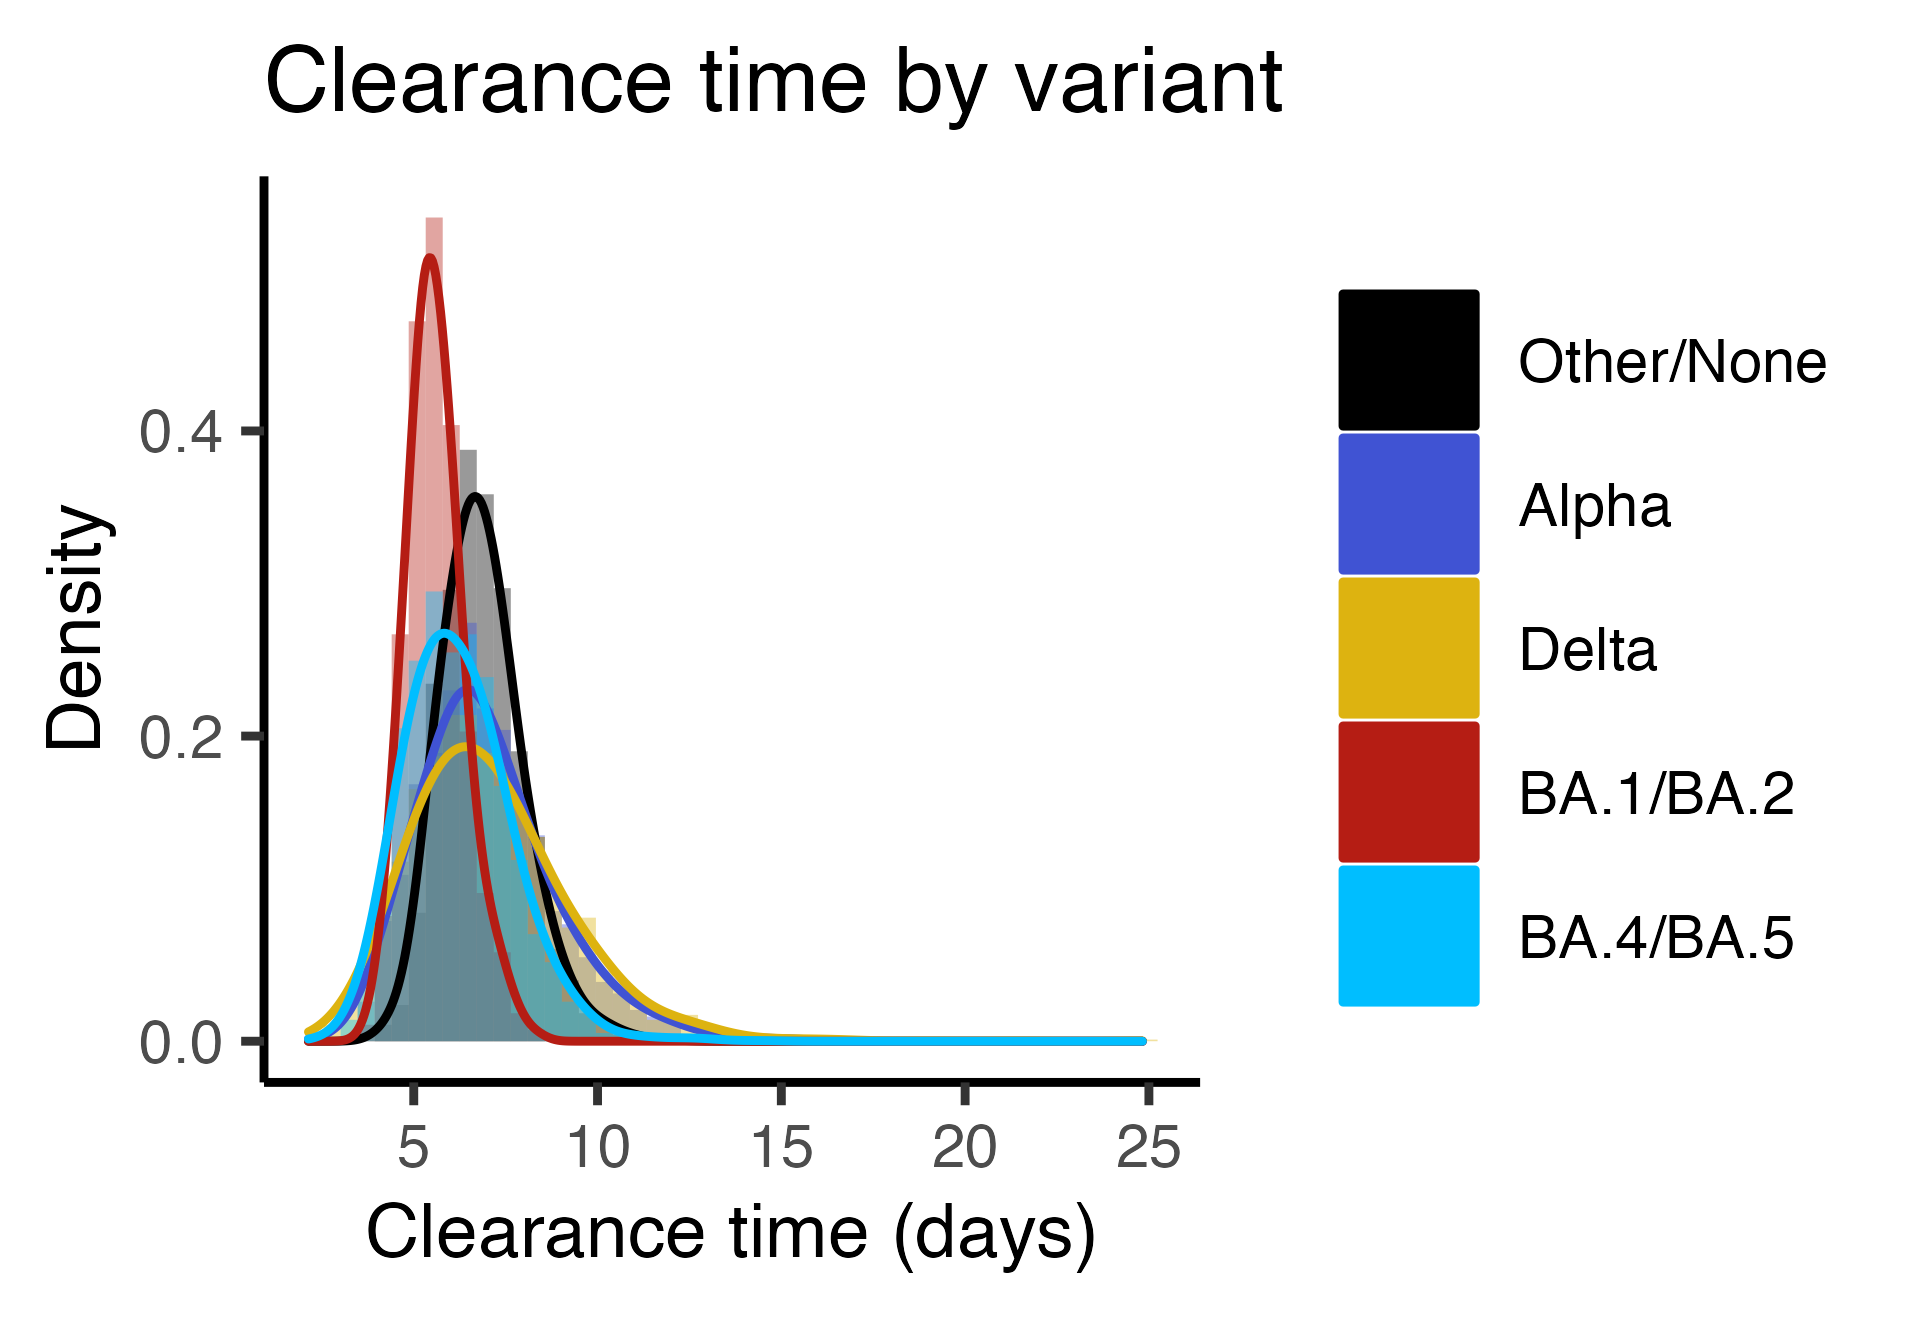 Clearance time by variant
Density
0.4
0.2
0.0
5 10 15 20 25
Clearance time (days)
Other/None
Alpha
Delta
BA.1/BA.2
BA.4/BA.5